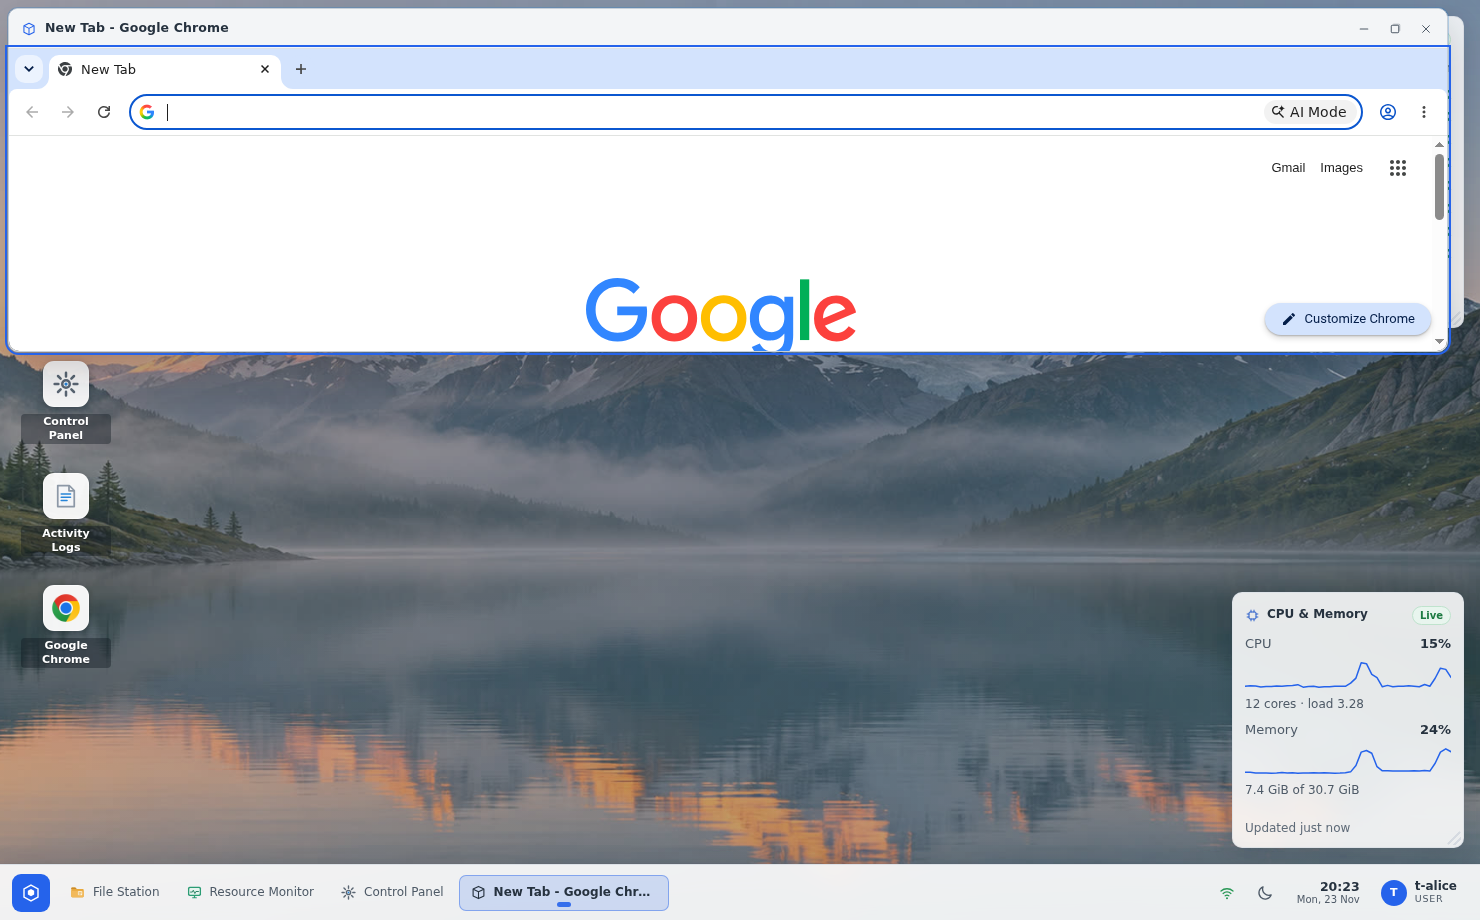 New Tab - Google Chrome
New Tab
AI Mode
Gmail Images
Google
Customize Chrome
Control
Panel
Activity
Logs
Google
Chrome
CPU & Memory Live
CPU 15%
12 cores · load 3.28
Memory 24%
7.4 GiB of 30.7 GiB
Updated just now
File Station Resource Monitor Control Panel New Tab - Google Chr... 20:23 T t-alice
Mon, 23 Nov USER